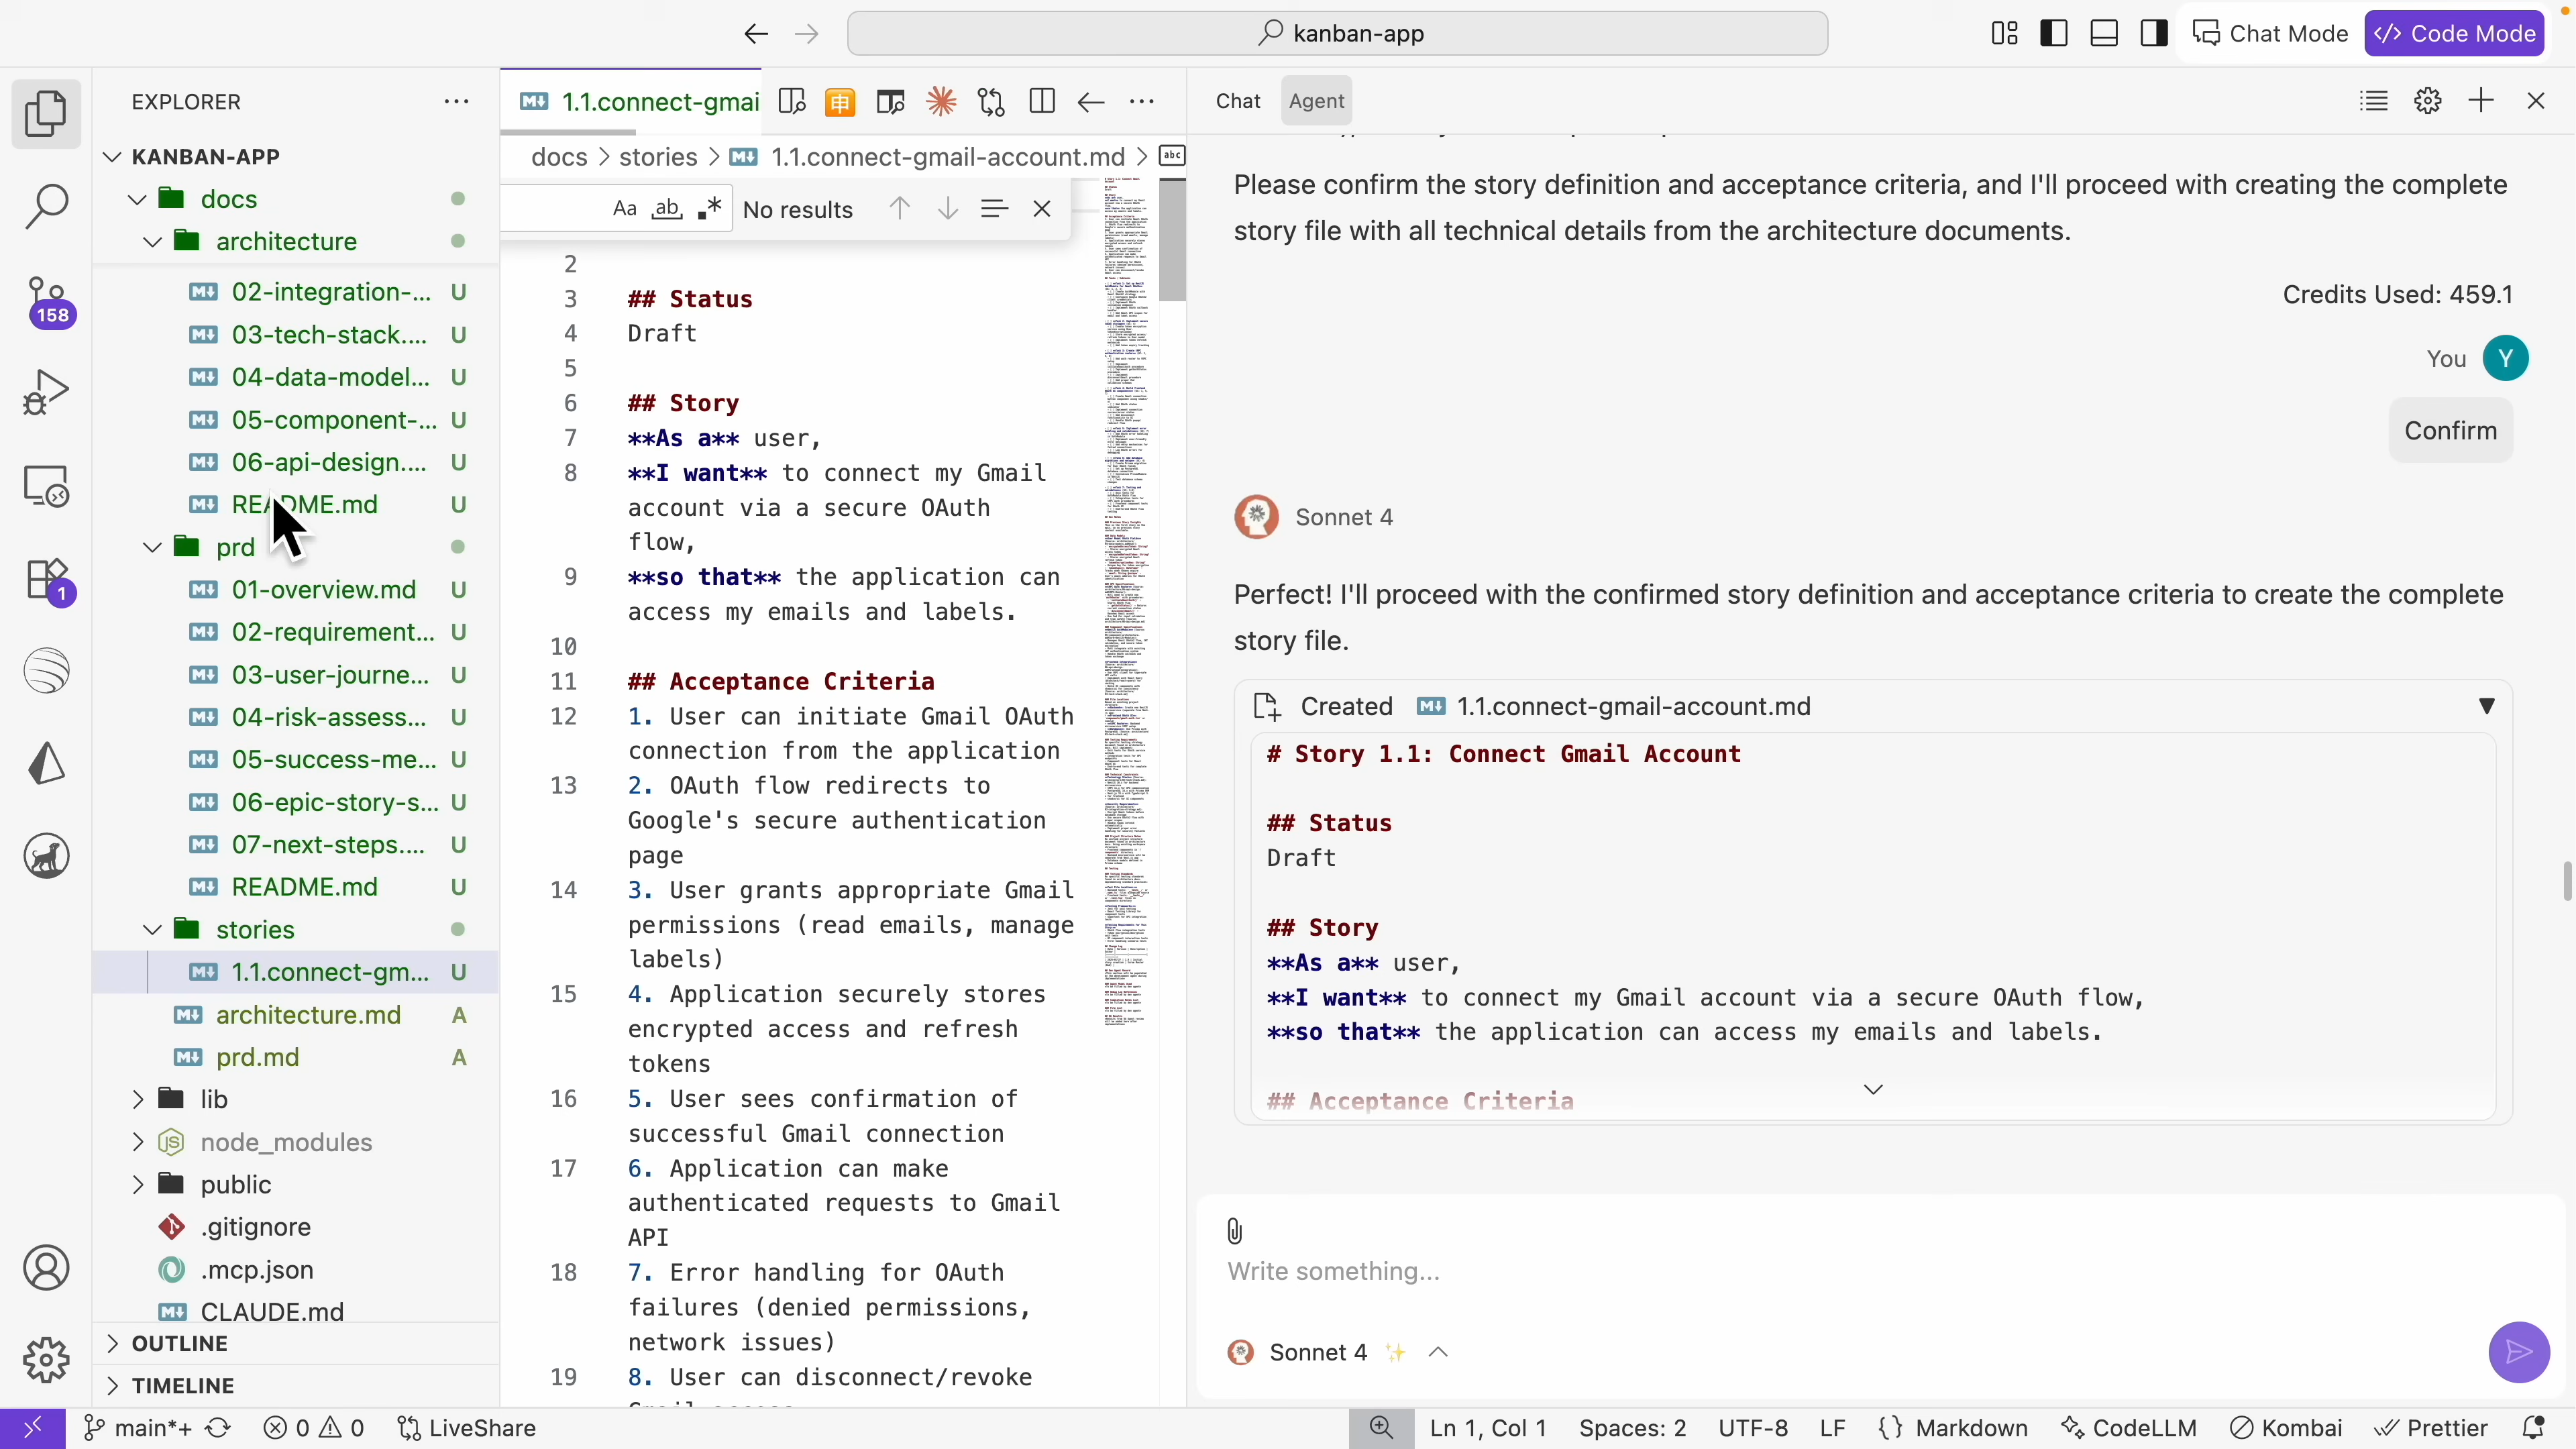 kanban-app
Chat Mode
Code Mode
EXPLORER
KANBAN-APP
docs
architecture
02-integration-... U
03-tech-stack.... U
04-data-model... U
05-component-... U
06-api-design.... U
README.md U
prd
01-overview.md U
02-requirement... U
03-user-journe... U
04-risk-assess... U
05-success-me... U
06-epic-story-s... U
07-next-steps.... U
README.md U
stories
1.1.connect-gm... U
architecture.md A
prd.md A
lib
node_modules
public
.gitignore
.mcp.json
CLAUDE.md
OUTLINE
TIMELINE
158
1
1.1.connect-gmai
docs > stories > 1.1.connect-gmail-account.md > abc
Aa ab .* No results
2
3 ## Status
4 Draft
5
6 ## Story
7 **As a** user,
8 **I want** to connect my Gmail
account via a secure OAuth
flow,
9 **so that** the application can
access my emails and labels.
10
11 ## Acceptance Criteria
12 1. User can initiate Gmail OAuth
connection from the application
13 2. OAuth flow redirects to
Google's secure authentication
page
14 3. User grants appropriate Gmail
permissions (read emails, manage
labels)
15 4. Application securely stores
encrypted access and refresh
tokens
16 5. User sees confirmation of
successful Gmail connection
17 6. Application can make
authenticated requests to Gmail
API
18 7. Error handling for OAuth
failures (denied permissions,
network issues)
19 8. User can disconnect/revoke
Chat Agent
Please confirm the story definition and acceptance criteria, and I'll proceed with creating the complete
story file with all technical details from the architecture documents.
Credits Used: 459.1
You Y
Confirm
Sonnet 4
Perfect! I'll proceed with the confirmed story definition and acceptance criteria to create the complete
story file.
Created 1.1.connect-gmail-account.md
# Story 1.1: Connect Gmail Account
## Status
Draft
## Story
**As a** user,
**I want** to connect my Gmail account via a secure OAuth flow,
**so that** the application can access my emails and labels.
## Acceptance Criteria
Write something...
Sonnet 4
main*+ 0 0 LiveShare
Ln 1, Col 1 Spaces: 2 UTF-8 LF {} Markdown CodeLLM Kombai Prettier